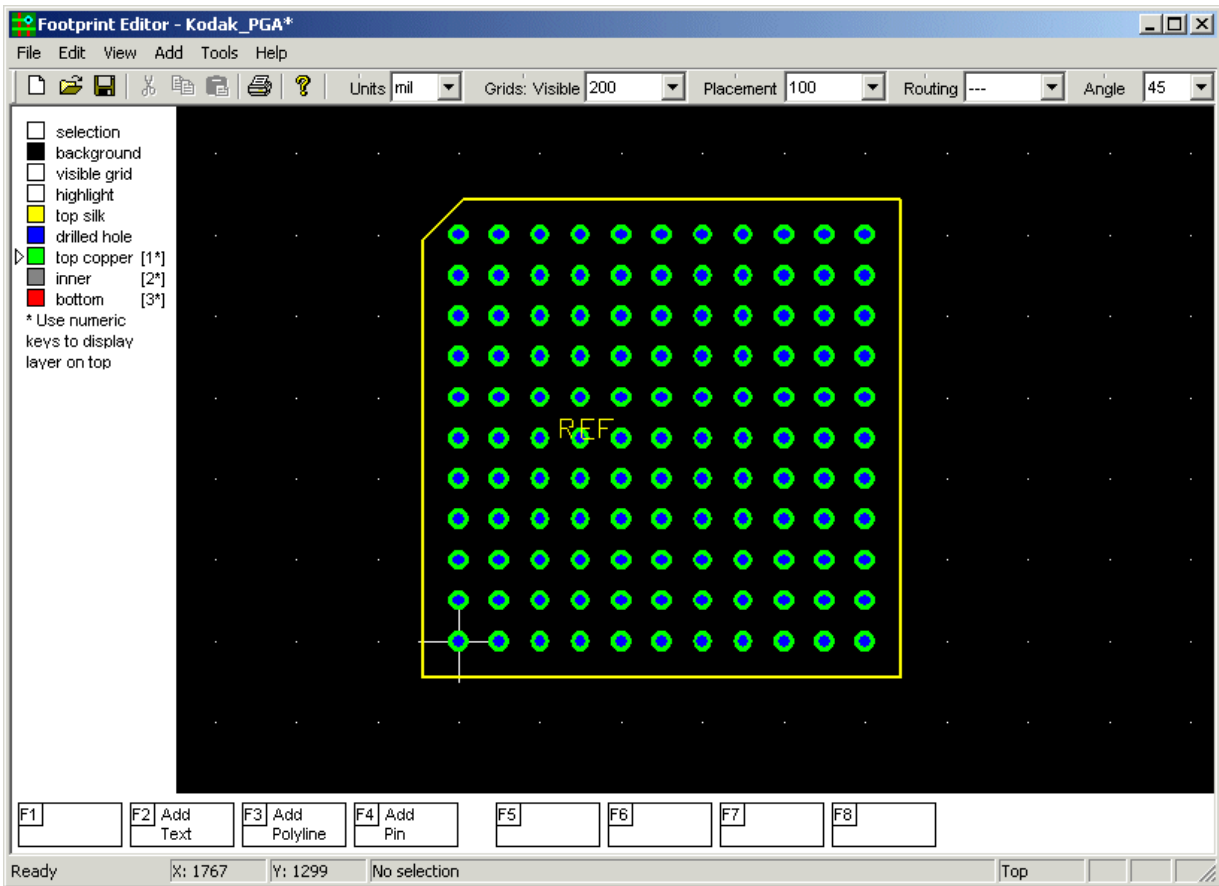 Footprint Editor - Kodak_PGA*
File Edit View Add Tools Help
Units mil Grids: Visible 200 Placement 100 Routing --- Angle 45
selection
background
visible grid
highlight
top silk
drilled hole
top copper [1*]
inner [2*]
bottom [3*]
* Use numeric
keys to display
layer on top
REF
F1 F2 Add Text F3 Add Polyline F4 Add Pin F5 F6 F7 F8
Ready X: 1767 Y: 1299 No selection Top